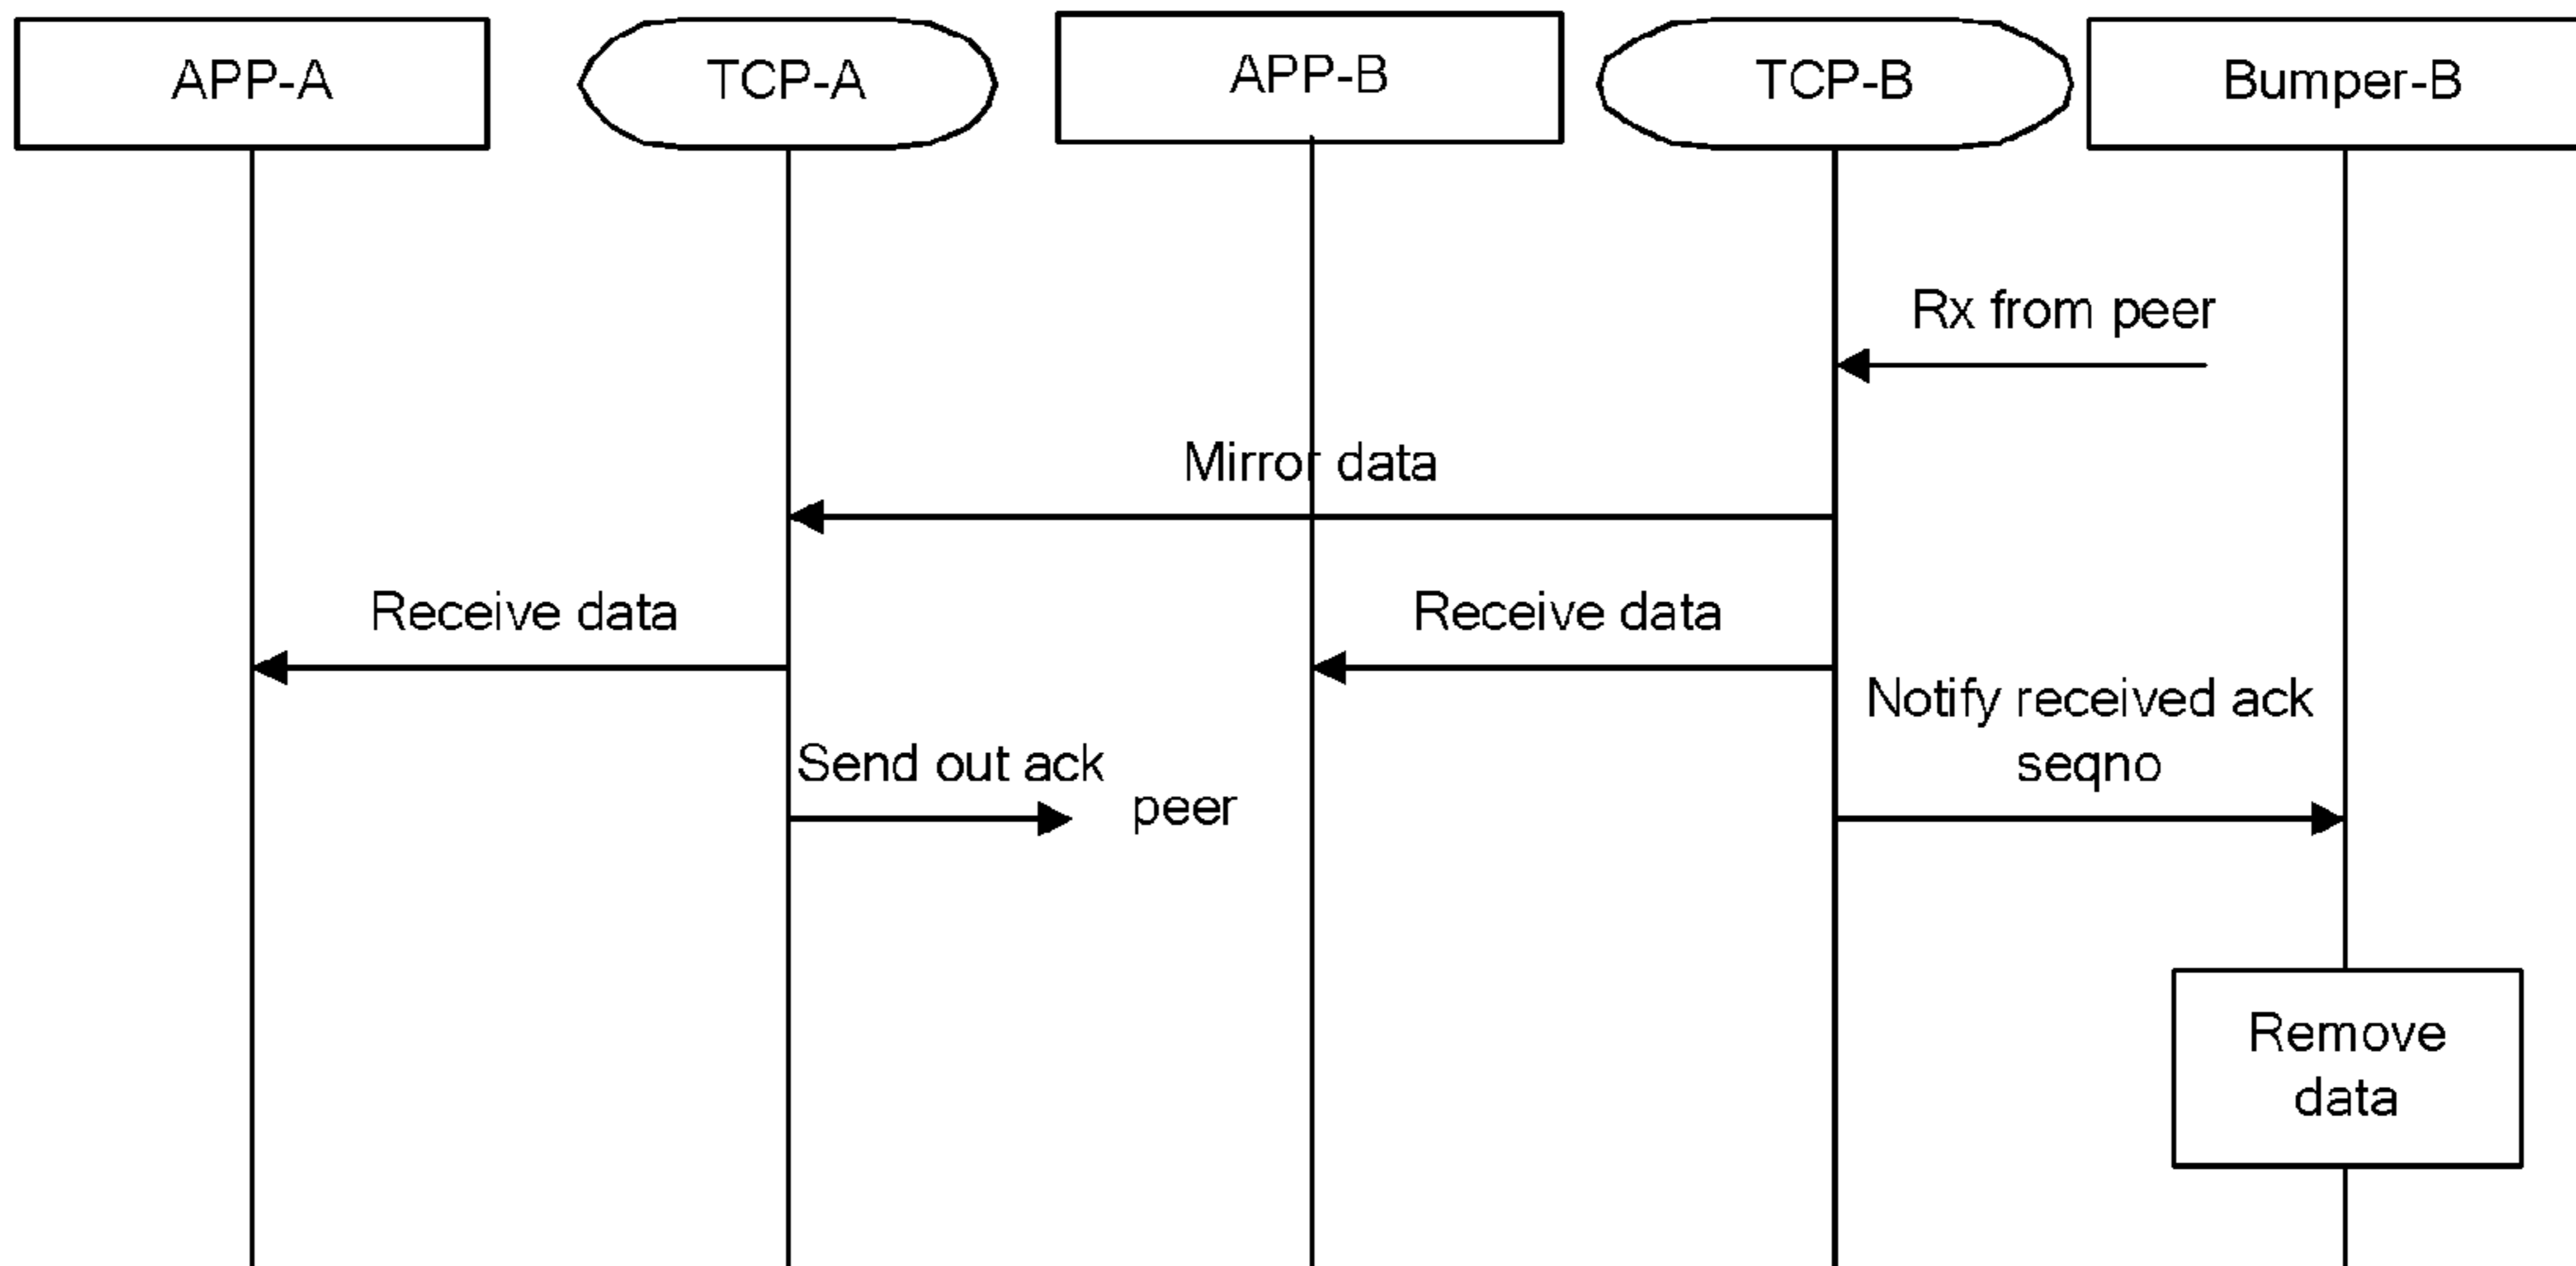 APP-A
TCP-A
APP-B
TCP-B
Bumper-B
Rx from peer
Mirror data
Receive data
Receive data
Notify received ack
seqno
Send out ack
peer
Remove
data